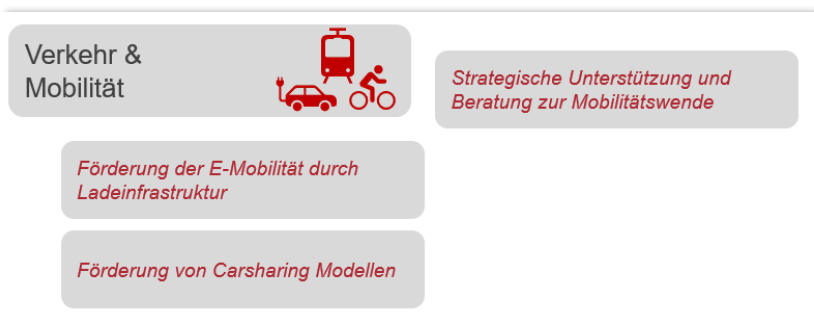 Verkehr &
Mobilität
Strategische Unterstützung und
Beratung zur Mobilitätswende
Förderung der E-Mobilität durch
Ladeinfrastruktur
Förderung von Carsharing Modellen